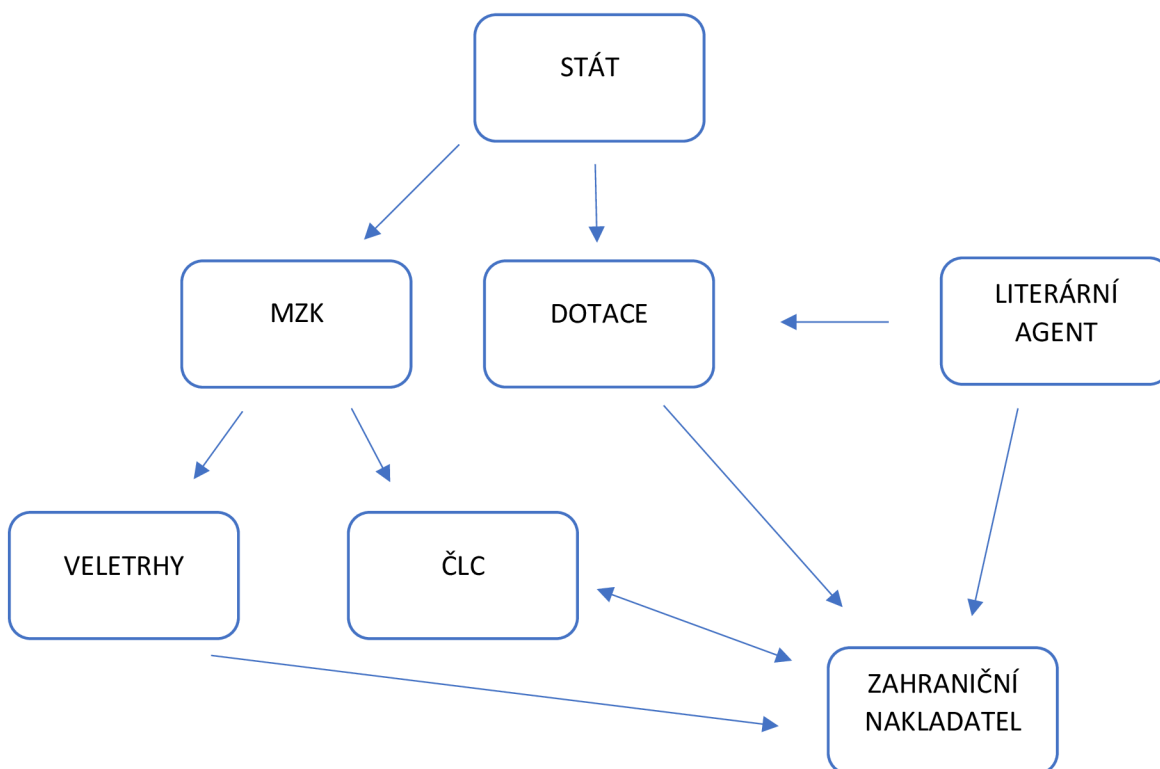 STÁT
MZK
DOTACE
LITERÁRNÍ
AGENT
VELETRHY
ČLC
ZAHRANIČNÍ
NAKLADATEL